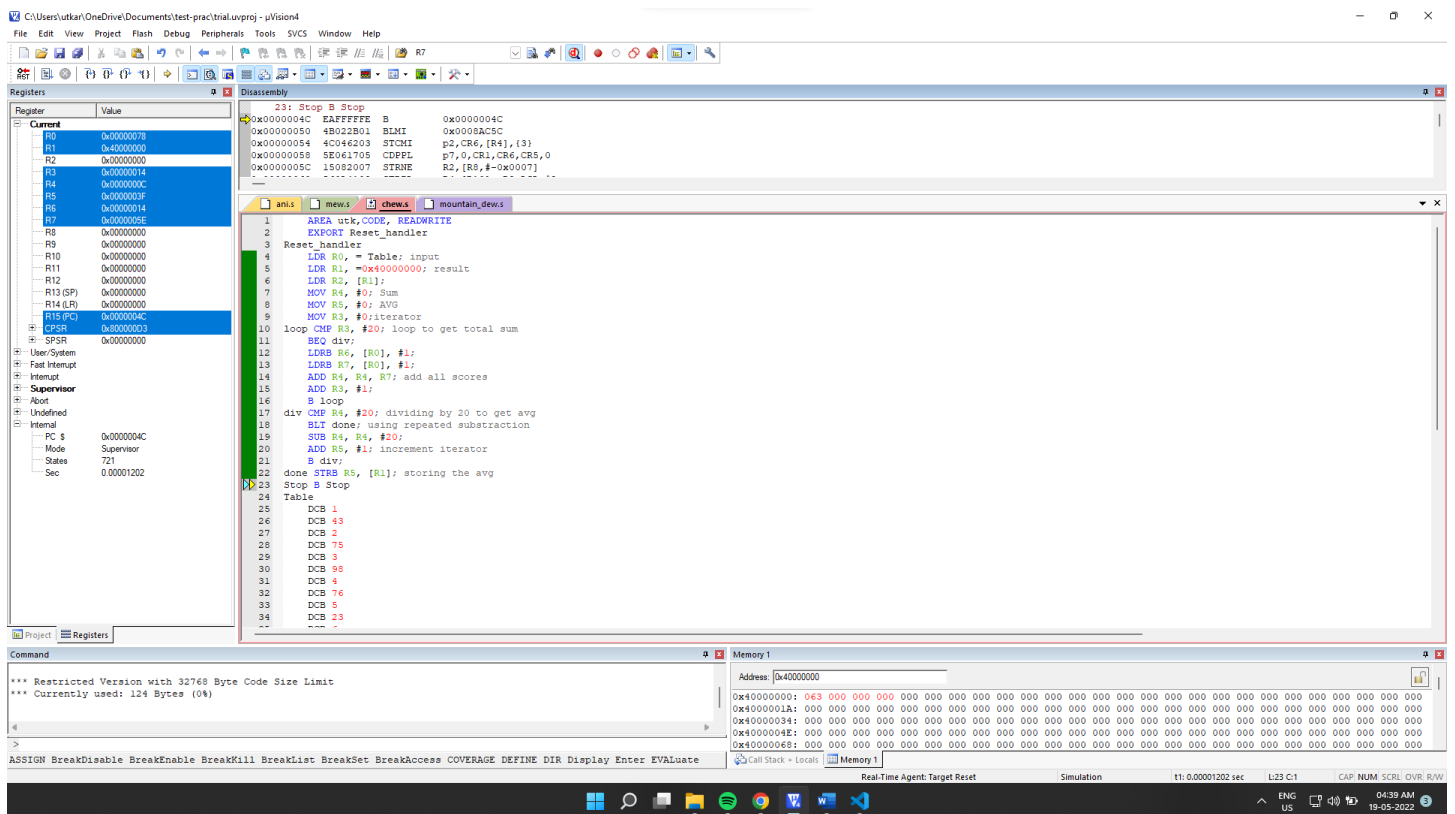 C:\Users\utkar\OneDrive\Documents\test-prac\trial.uvproj - µVision4
File Edit View Project Flash Debug Peripherals Tools SVCS Window Help
R7
Registers
Register Value
Current
R0 0x00000078
R1 0x40000000
R2 0x00000000
R3 0x00000014
R4 0x0000000C
R5 0x0000003F
R6 0x00000014
R7 0x0000005E
R8 0x00000000
R9 0x00000000
R10 0x00000000
R11 0x00000000
R12 0x00000000
R13 (SP) 0x00000000
R14 (LR) 0x00000000
R15 (PC) 0x0000004C
CPSR 0x800000D3
SPSR 0x00000000
User/System
Fast Interrupt
Interrupt
Supervisor
Abort
Undefined
Internal
PC $ 0x0000004C
Mode Supervisor
States 721
Sec 0.00001202
Project Registers
Disassembly
23: Stop B Stop
0x0000004C EAFFFFFE B 0x0000004C
0x00000050 4B022B01 BLMI 0x0008AC5C
0x00000054 4C046203 STCMI p2,CR6,[R4],{3}
0x00000058 5E061705 CDPPL p7,0,CR1,CR6,CR5,0
0x0000005C 15082007 STRNE R2,[R8,#-0x0007]
ani.s mew.s chew.s mountain_dew.s
1 AREA utk,CODE, READWRITE
2 EXPORT Reset_handler
3 Reset_handler
4 LDR R0, = Table; input
5 LDR R1, =0x40000000; result
6 LDR R2, [R1];
7 MOV R4, #0; Sum
8 MOV R5, #0; AVG
9 MOV R3, #0;iterator
10 loop CMP R3, #20; loop to get total sum
11 BEQ div;
12 LDRB R6, [R0], #1;
13 LDRB R7, [R0], #1;
14 ADD R4, R4, R7; add all scores
15 ADD R3, #1;
16 B loop
17 div CMP R4, #20; dividing by 20 to get avg
18 BLT done; using repeated substraction
19 SUB R4, R4, #20;
20 ADD R5, #1; increment iterator
21 B div;
22 done STRB R5, [R1]; storing the avg
23 Stop B Stop
24 Table
25 DCB 1
26 DCB 43
27 DCB 2
28 DCB 75
29 DCB 3
30 DCB 98
31 DCB 4
32 DCB 76
33 DCB 5
34 DCB 23
Command
*** Restricted Version with 32768 Byte Code Size Limit
*** Currently used: 124 Bytes (0%)
>
ASSIGN BreakDisable BreakEnable BreakKill BreakList BreakSet BreakAccess COVERAGE DEFINE DIR Display Enter EVALuate
Memory 1
Address: 0x40000000
0x40000000: 063 000 000 000 000 000 000 000 000 000 000 000 000 000 000 000 000 000 000 000 000 000 000 000 000 000
0x4000001A: 000 000 000 000 000 000 000 000 000 000 000 000 000 000 000 000 000 000 000 000 000 000 000 000 000 000
0x40000034: 000 000 000 000 000 000 000 000 000 000 000 000 000 000 000 000 000 000 000 000 000 000 000 000 000 000
0x4000004E: 000 000 000 000 000 000 000 000 000 000 000 000 000 000 000 000 000 000 000 000 000 000 000 000 000 000
0x40000068: 000 000 000 000 000 000 000 000 000 000 000 000 000 000 000 000 000 000 000 000 000 000 000 000 000 000
Call Stack + Locals Memory 1
Real-Time Agent: Target Reset Simulation t1: 0.00001202 sec L:23 C:1 CAP NUM SCRL OVR R/W
ENG
US
04:39 AM
19-05-2022
3